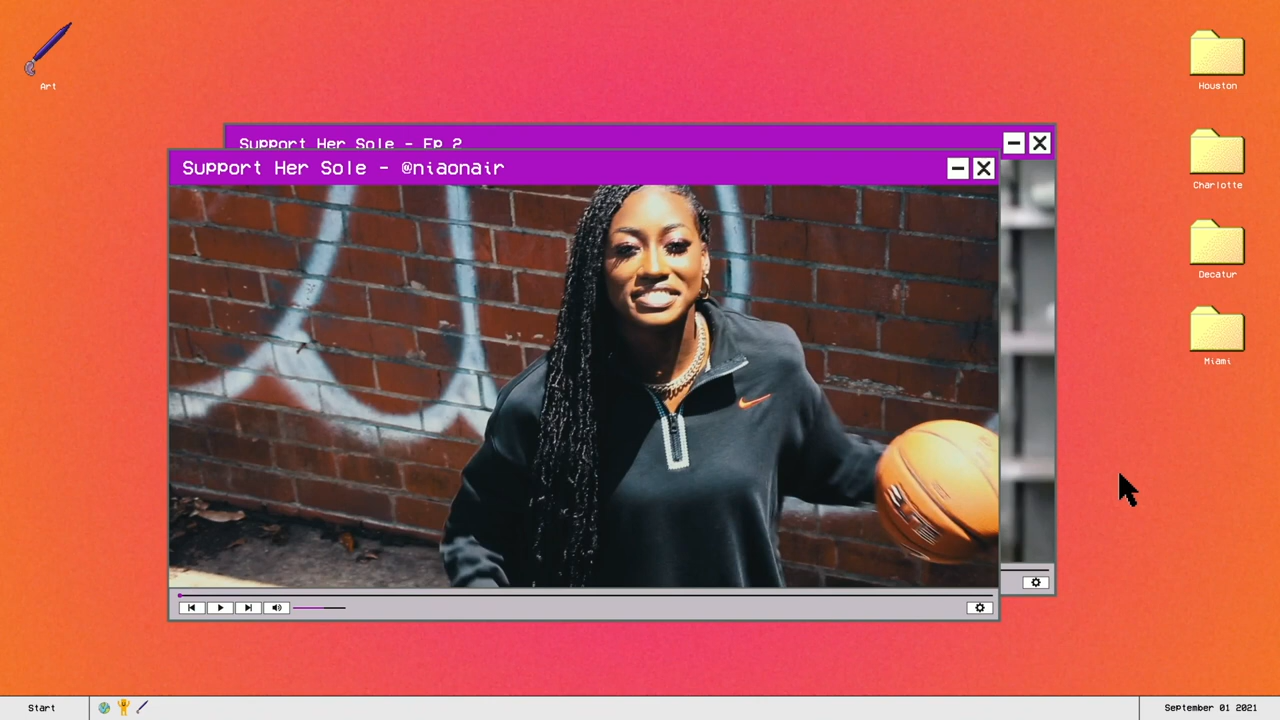 Art
Houston
Charlotte
Decatur
Miami
Support Her Sole - Ep 2
Support Her Sole - @niaonair
Start
September 01 2021